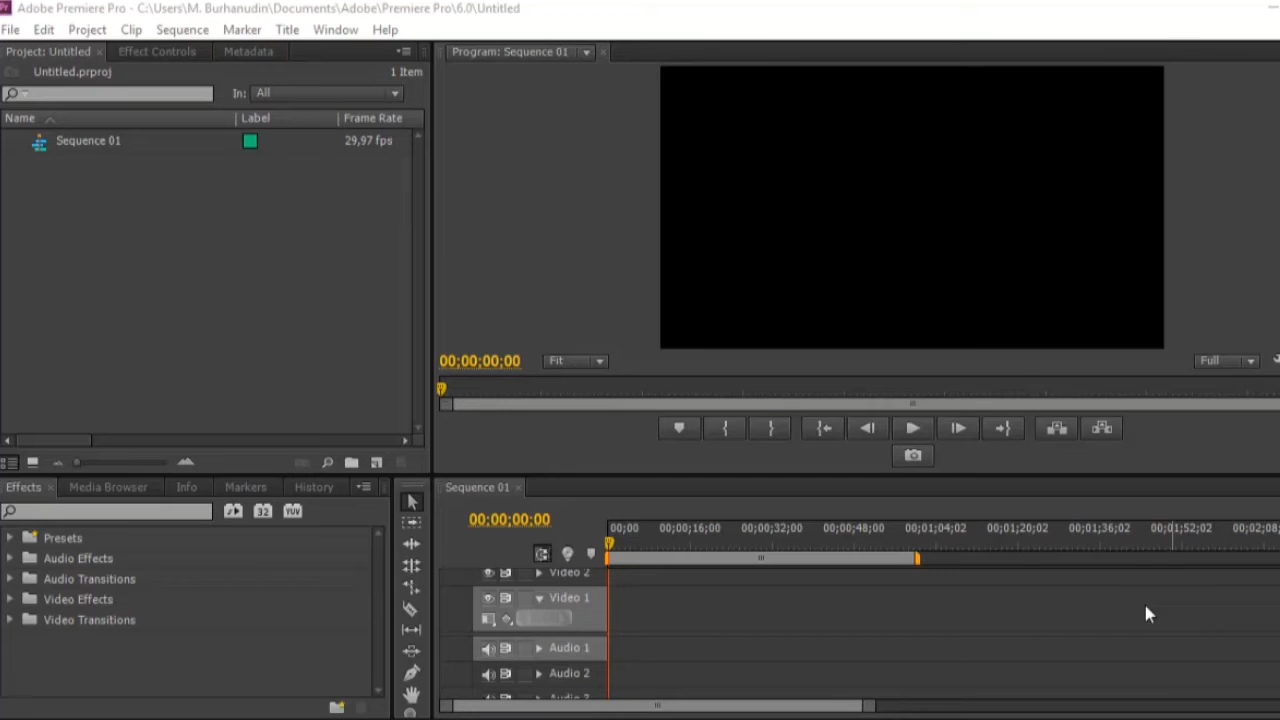 Adobe Premiere Pro - C:\Users\M. Burhanudin\Documents\Adobe\Premiere Pro\6.0\Untitled
File Edit Project Clip Sequence Marker Title Window Help
Project: Untitled Effect Controls Metadata
Untitled.prproj 1 Item
In: All
Name Label Frame Rate
Sequence 01 29,97 fps
Program: Sequence 01
00;00;00;00 Fit Full
Effects Media Browser Info Markers History
32 YUV
Presets
Audio Effects
Audio Transitions
Video Effects
Video Transitions
Sequence 01
00:00;00:00
00;00 00;00;16;00 00;00;32;00 00;00;48;00 00;01;04;02 00;01;20;02 00;01;36;02 00;01;52;02 00;02;08;
Video 2
Video 1
Audio 1
Audio 2
Audio 3